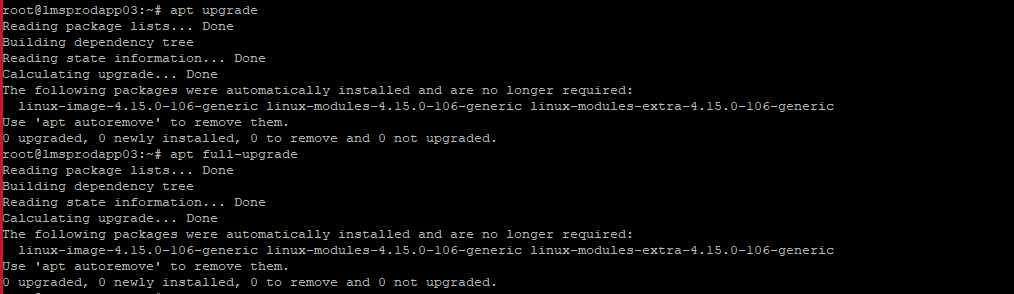 root@lmsprodapp03:~# apt upgrade
Reading package lists... Done
Building dependency tree
Reading state information... Done
Calculating upgrade... Done
The following packages were automatically installed and are no longer required:
  linux-image-4.15.0-106-generic linux-modules-4.15.0-106-generic linux-modules-extra-4.15.0-106-generic
Use 'apt autoremove' to remove them.
0 upgraded, 0 newly installed, 0 to remove and 0 not upgraded.
root@lmsprodapp03:~# apt full-upgrade
Reading package lists... Done
Building dependency tree
Reading state information... Done
Calculating upgrade... Done
The following packages were automatically installed and are no longer required:
  linux-image-4.15.0-106-generic linux-modules-4.15.0-106-generic linux-modules-extra-4.15.0-106-generic
Use 'apt autoremove' to remove them.
0 upgraded, 0 newly installed, 0 to remove and 0 not upgraded.